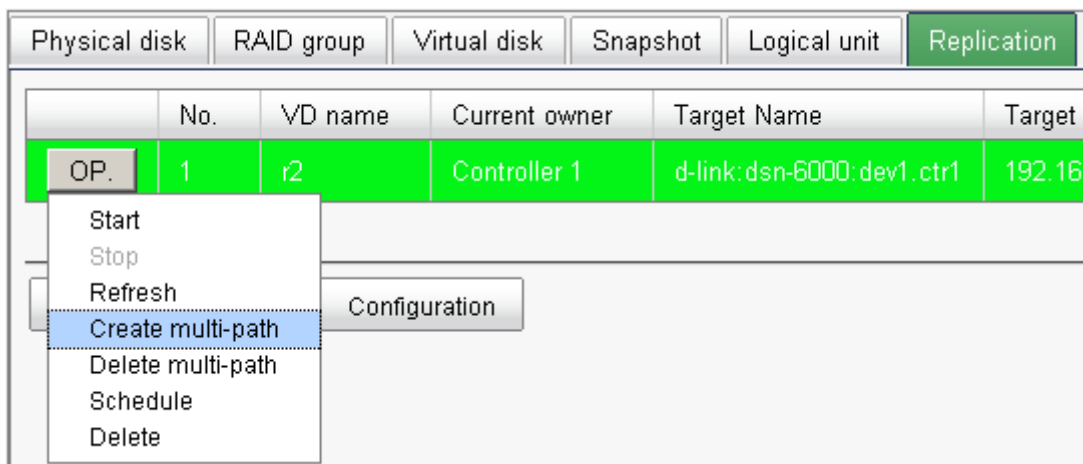 Physical disk RAID group Virtual disk Snapshot Logical unit Replication
No. VD name Current owner Target Name Target
OP. 1 r2 Controller 1 d-link:dsn-6000:dev1.ctr1 192.16
Start
Stop
Refresh
Configuration
Create multi-path
Delete multi-path
Schedule
Delete